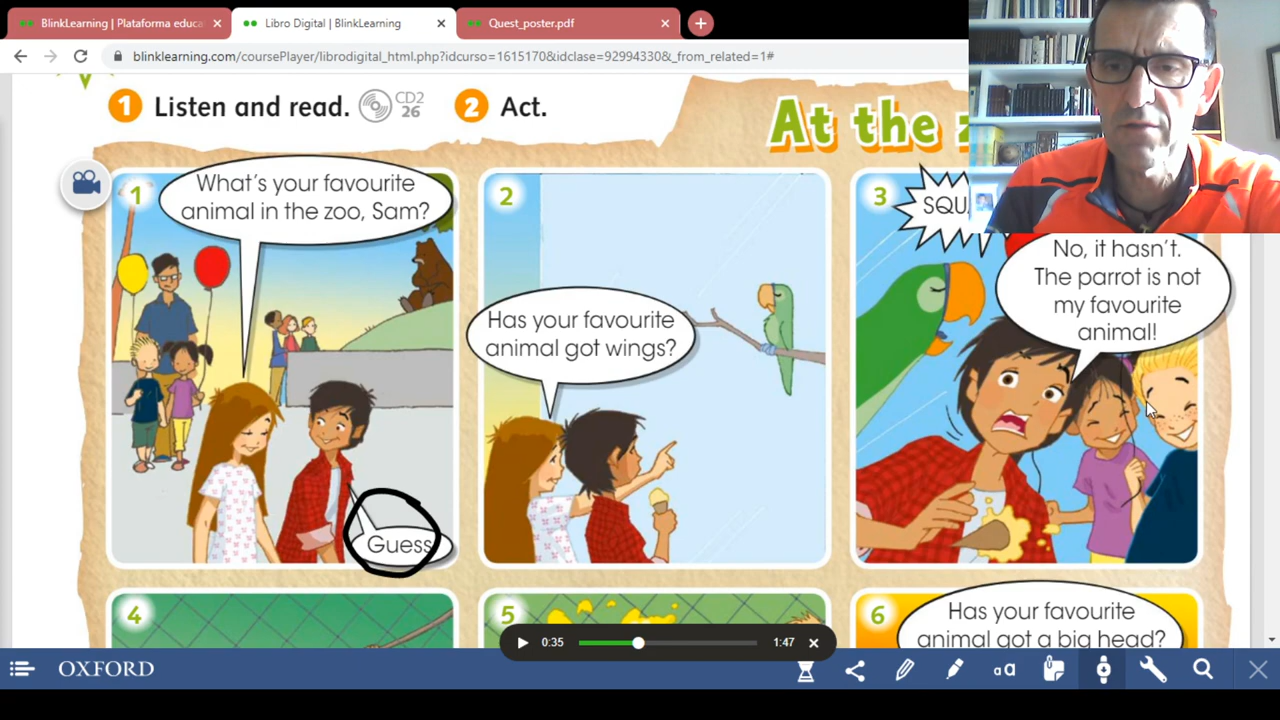 BlinkLearning | Plataforma educa
Libro Digital | BlinkLearning
Quest_poster.pdf
blinklearning.com/coursePlayer/librodigital_html.php?idcurso=1615170&idclase=92994330&_from_related=1#
1 Listen and read. CD2 26
2 Act.
At the
1
What's your favourite
animal in the zoo, Sam?
Guess
2
Has your favourite
animal got wings?
3
No, it hasn't.
The parrot is not
my favourite
animal!
4
5
6
Has your favourite
animal got a big head?
0:35
1:47
OXFORD
aa